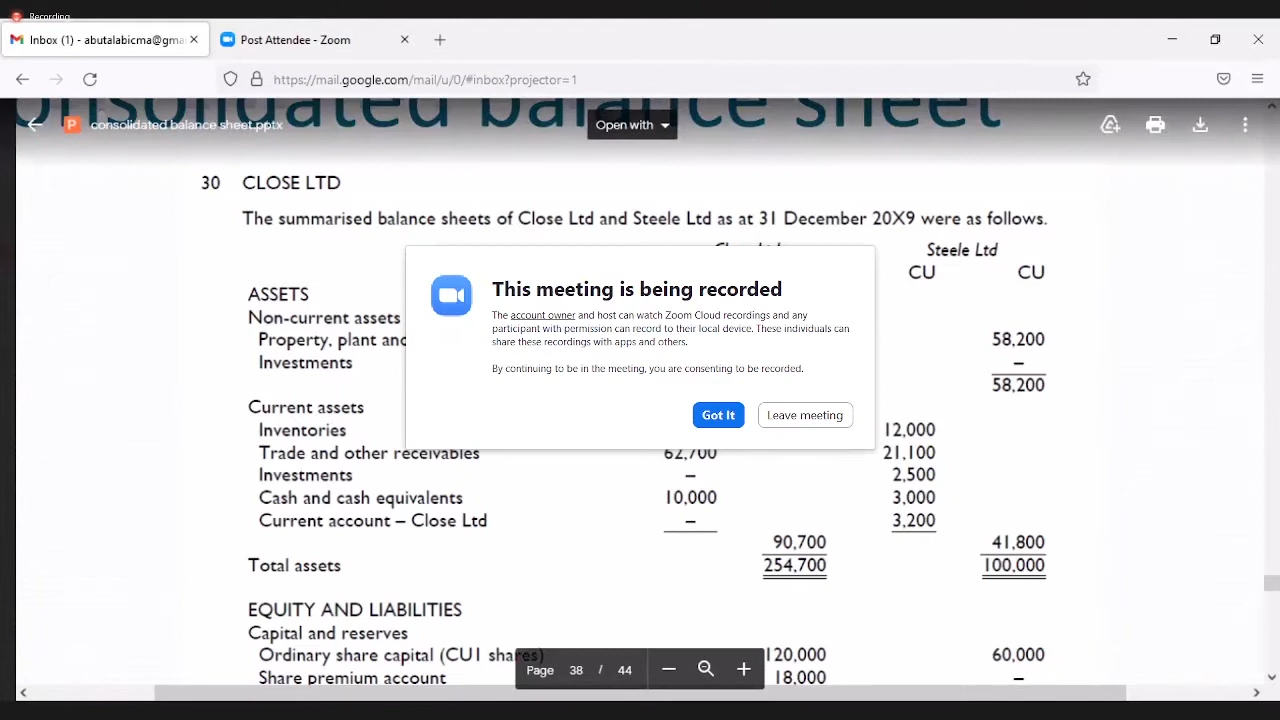 Recording
Inbox (1) - abutalabicma@gma
Post Attendee - Zoom
https://mail.google.com/mail/u/0/#inbox?projector=1
onsolidated balance sheet
consolidated balance sheet.pptx
Open with
30 CLOSE LTD
The summarised balance sheets of Close Ltd and Steele Ltd as at 31 December 20X9 were as follows.
Steele Ltd
CU CU
ASSETS
Non-current assets
Property, plant and 58,200
Investments –
58,200
This meeting is being recorded
The account owner and host can watch Zoom Cloud recordings and any
participant with permission can record to their local device. These individuals can
share these recordings with apps and others.
By continuing to be in the meeting, you are consenting to be recorded.
Got It Leave meeting
Current assets
Inventories 12,000
Trade and other receivables 62,700 21,100
Investments – 2,500
Cash and cash equivalents 10,000 3,000
Current account – Close Ltd – 3,200
90,700 41,800
Total assets 254,700 100,000
EQUITY AND LIABILITIES
Capital and reserves
Ordinary share capital (CU1 shares) 120,000 60,000
Share premium account 18,000 –
Page 38 / 44